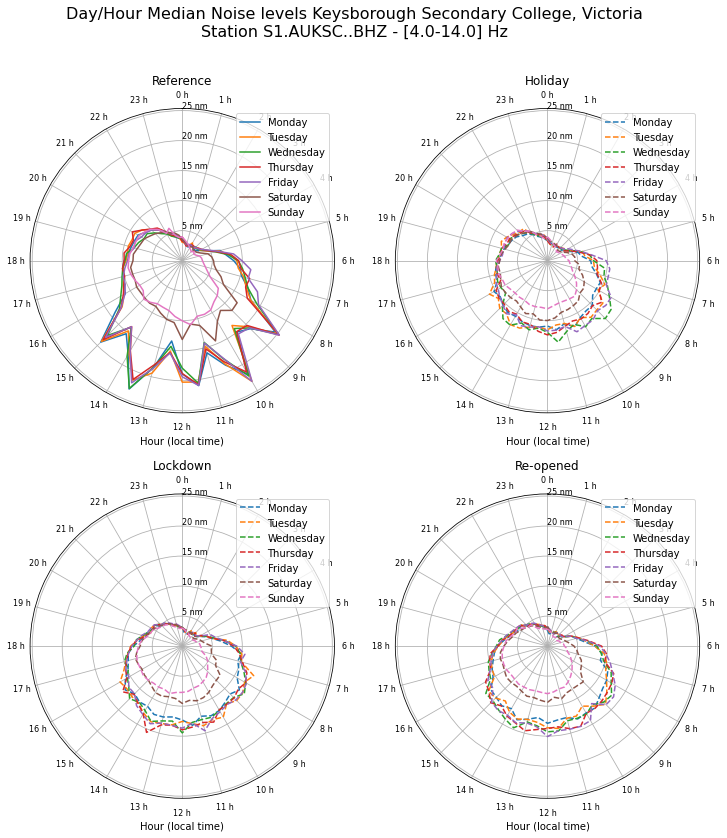 Day/Hour Median Noise levels Keysborough Secondary College, Victoria
Station S1.AUKSC..BHZ - [4.0-14.0] Hz
Reference
0 h
1 h
5 h
6 h
7 h
8 h
9 h
10 h
11 h
12 h
13 h
14 h
15 h
16 h
17 h
18 h
19 h
20 h
21 h
22 h
23 h
25 nm
20 nm
15 nm
10 nm
5 nm
Monday
Tuesday
Wednesday
Thursday
Friday
Saturday
Sunday
Hour (local time)
Holiday
0 h
1 h
5 h
6 h
7 h
8 h
9 h
10 h
11 h
12 h
13 h
14 h
15 h
16 h
17 h
18 h
19 h
20 h
21 h
22 h
23 h
25 nm
20 nm
15 nm
10 nm
5 nm
Monday
Tuesday
Wednesday
Thursday
Friday
Saturday
Sunday
Hour (local time)
Lockdown
0 h
1 h
5 h
6 h
7 h
8 h
9 h
10 h
11 h
12 h
13 h
14 h
15 h
16 h
17 h
18 h
19 h
20 h
21 h
22 h
23 h
25 nm
20 nm
15 nm
10 nm
5 nm
Monday
Tuesday
Wednesday
Thursday
Friday
Saturday
Sunday
Hour (local time)
Re-opened
0 h
1 h
5 h
6 h
7 h
8 h
9 h
10 h
11 h
12 h
13 h
14 h
15 h
16 h
17 h
18 h
19 h
20 h
21 h
22 h
23 h
25 nm
20 nm
15 nm
10 nm
5 nm
Monday
Tuesday
Wednesday
Thursday
Friday
Saturday
Sunday
Hour (local time)